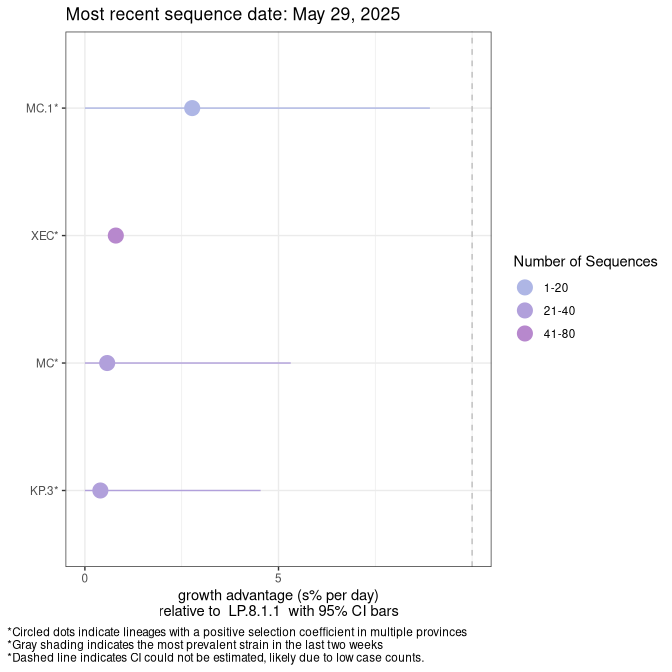 Most recent sequence date: May 29, 2025
MC.1*
XEC*
MC*
KP.3*
0 5
growth advantage (s% per day)
relative to LP.8.1.1 with 95% CI bars
Number of Sequences
1-20
21-40
41-80
*Circled dots indicate lineages with a positive selection coefficient in multiple provinces
*Gray shading indicates the most prevalent strain in the last two weeks
*Dashed line indicates CI could not be estimated, likely due to low case counts.